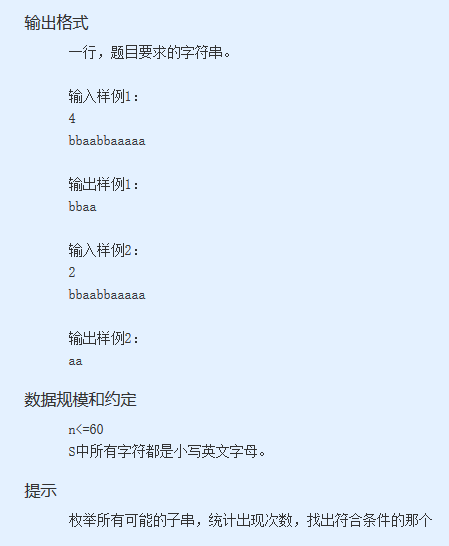 输出格式
一行，题目要求的字符串。
输入样例1：
4
bbaabbaaaaa
输出样例1：
bbaa
输入样例2：
2
bbaabbaaaaa
输出样例2：
aa
数据规模和约定
n<=60
S中所有字符都是小写英文字母。
提示
枚举所有可能的子串，统计出现次数，找出符合条件的那个